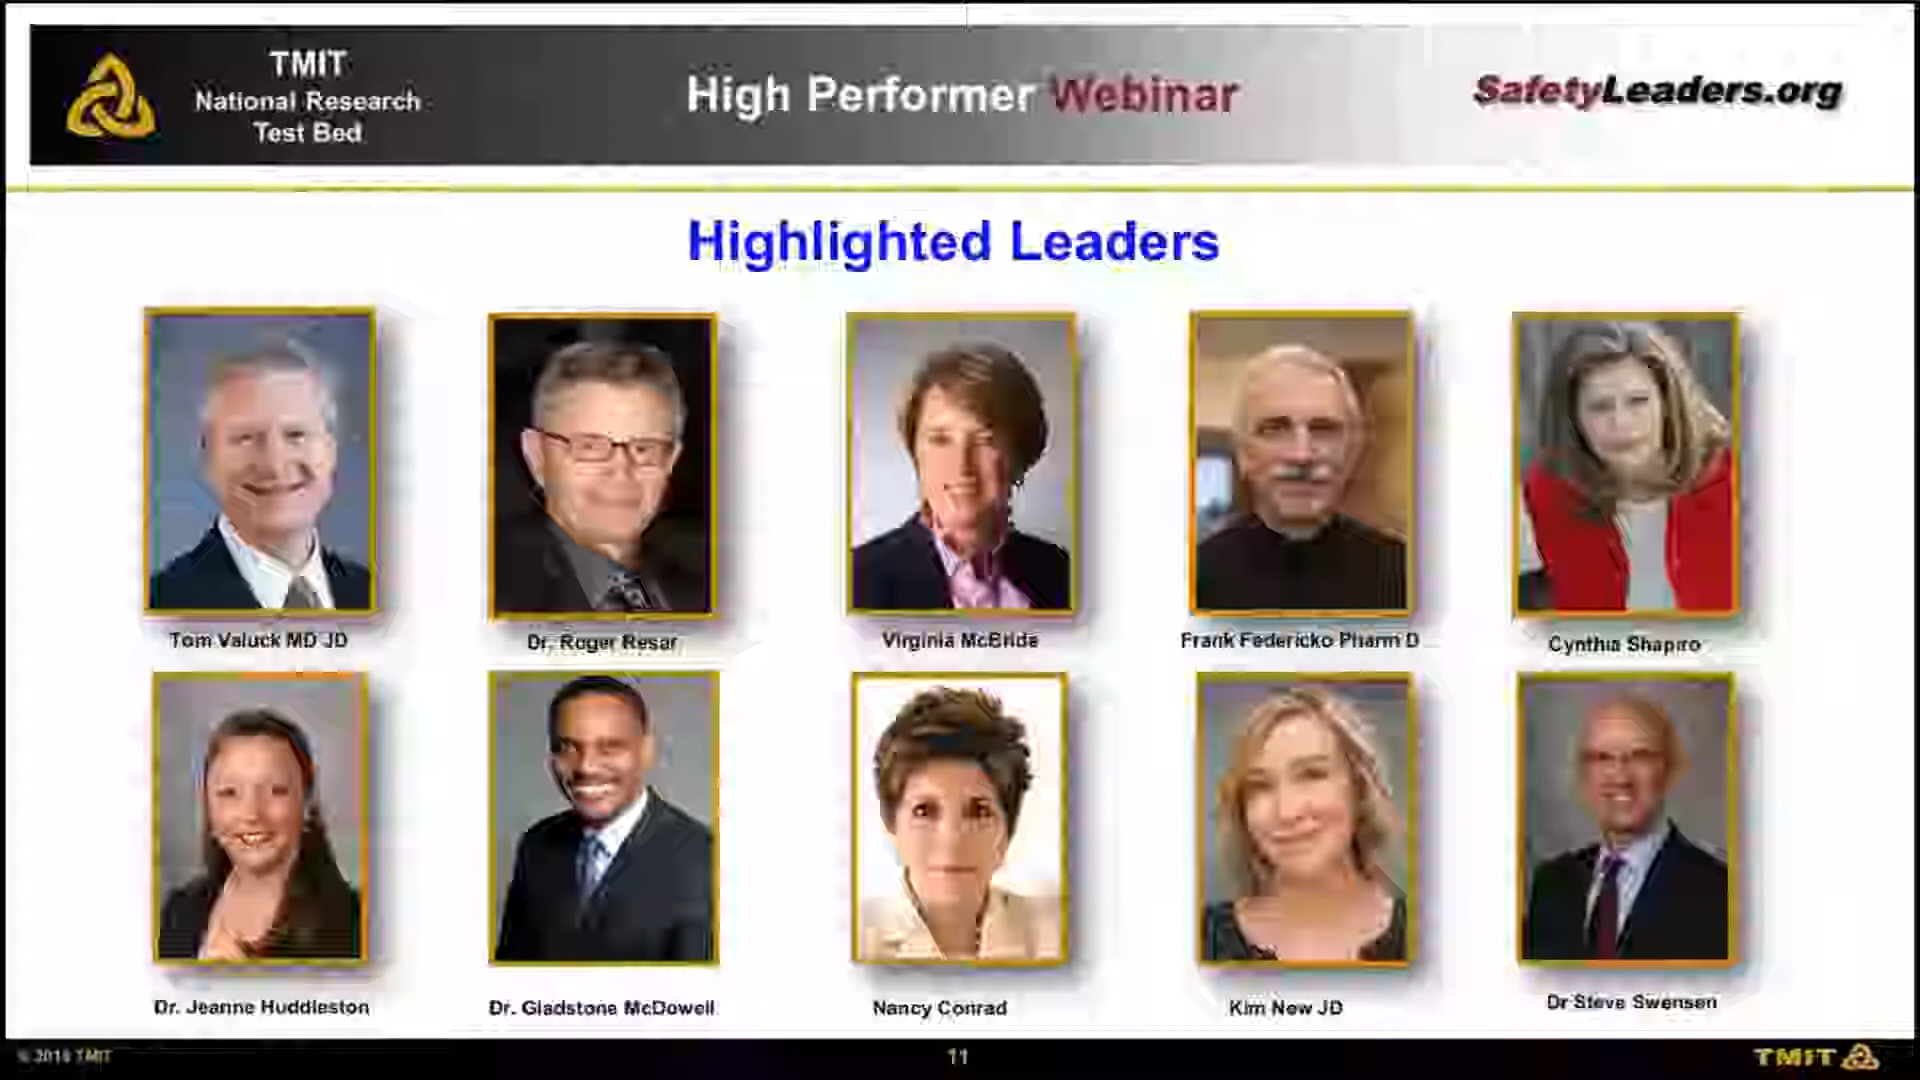 TMIT
National Research
Test Bed
High Performer Webinar
SafetyLeaders.org
Highlighted Leaders
Tom Valuck MD JD
Dr. Roger Resar
Virginia McBride
Frank Federicko Pharm D
Cynthia Shapiro
Dr. Jeanne Huddleston
Dr. Gladstone McDowell
Nancy Conrad
Kim New JD
Dr Steve Swensen
TMIT
11
TMIT